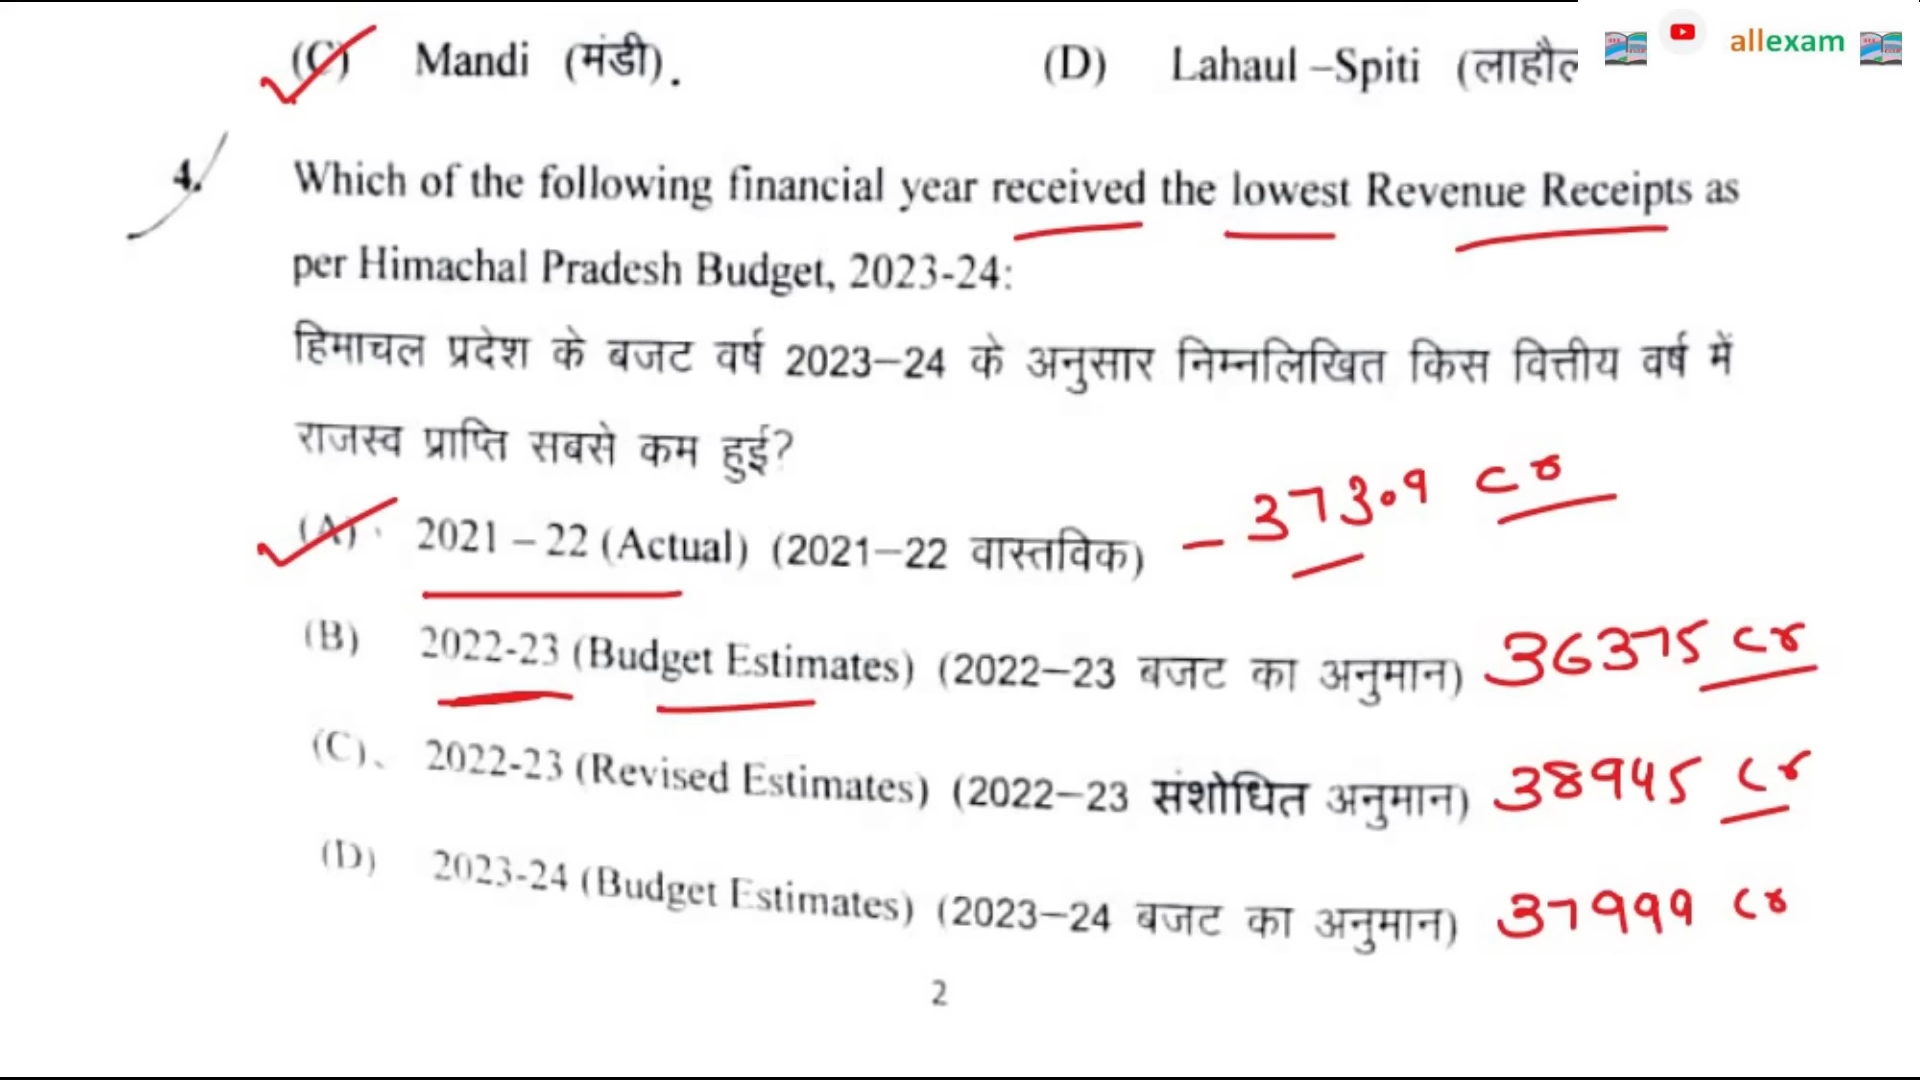 (C) Mandi (मंडी). (D) Lahaul –Spiti (लाहौल
allexam
4. Which of the following financial year received the lowest Revenue Receipts as
per Himachal Pradesh Budget, 2023-24:
हिमाचल प्रदेश के बजट वर्ष 2023–24 के अनुसार निम्नलिखित किस वित्तीय वर्ष में
राजस्व प्राप्ति सबसे कम हुई?
(A) 2021 – 22 (Actual) (2021–22 वास्तविक) – 37309 cr
(B) 2022-23 (Budget Estimates) (2022–23 बजट का अनुमान) 36375 cr
(C) 2022-23 (Revised Estimates) (2022–23 संशोधित अनुमान) 38945 cr
(D) 2023-24 (Budget Estimates) (2023–24 बजट का अनुमान) 37999 cr
2